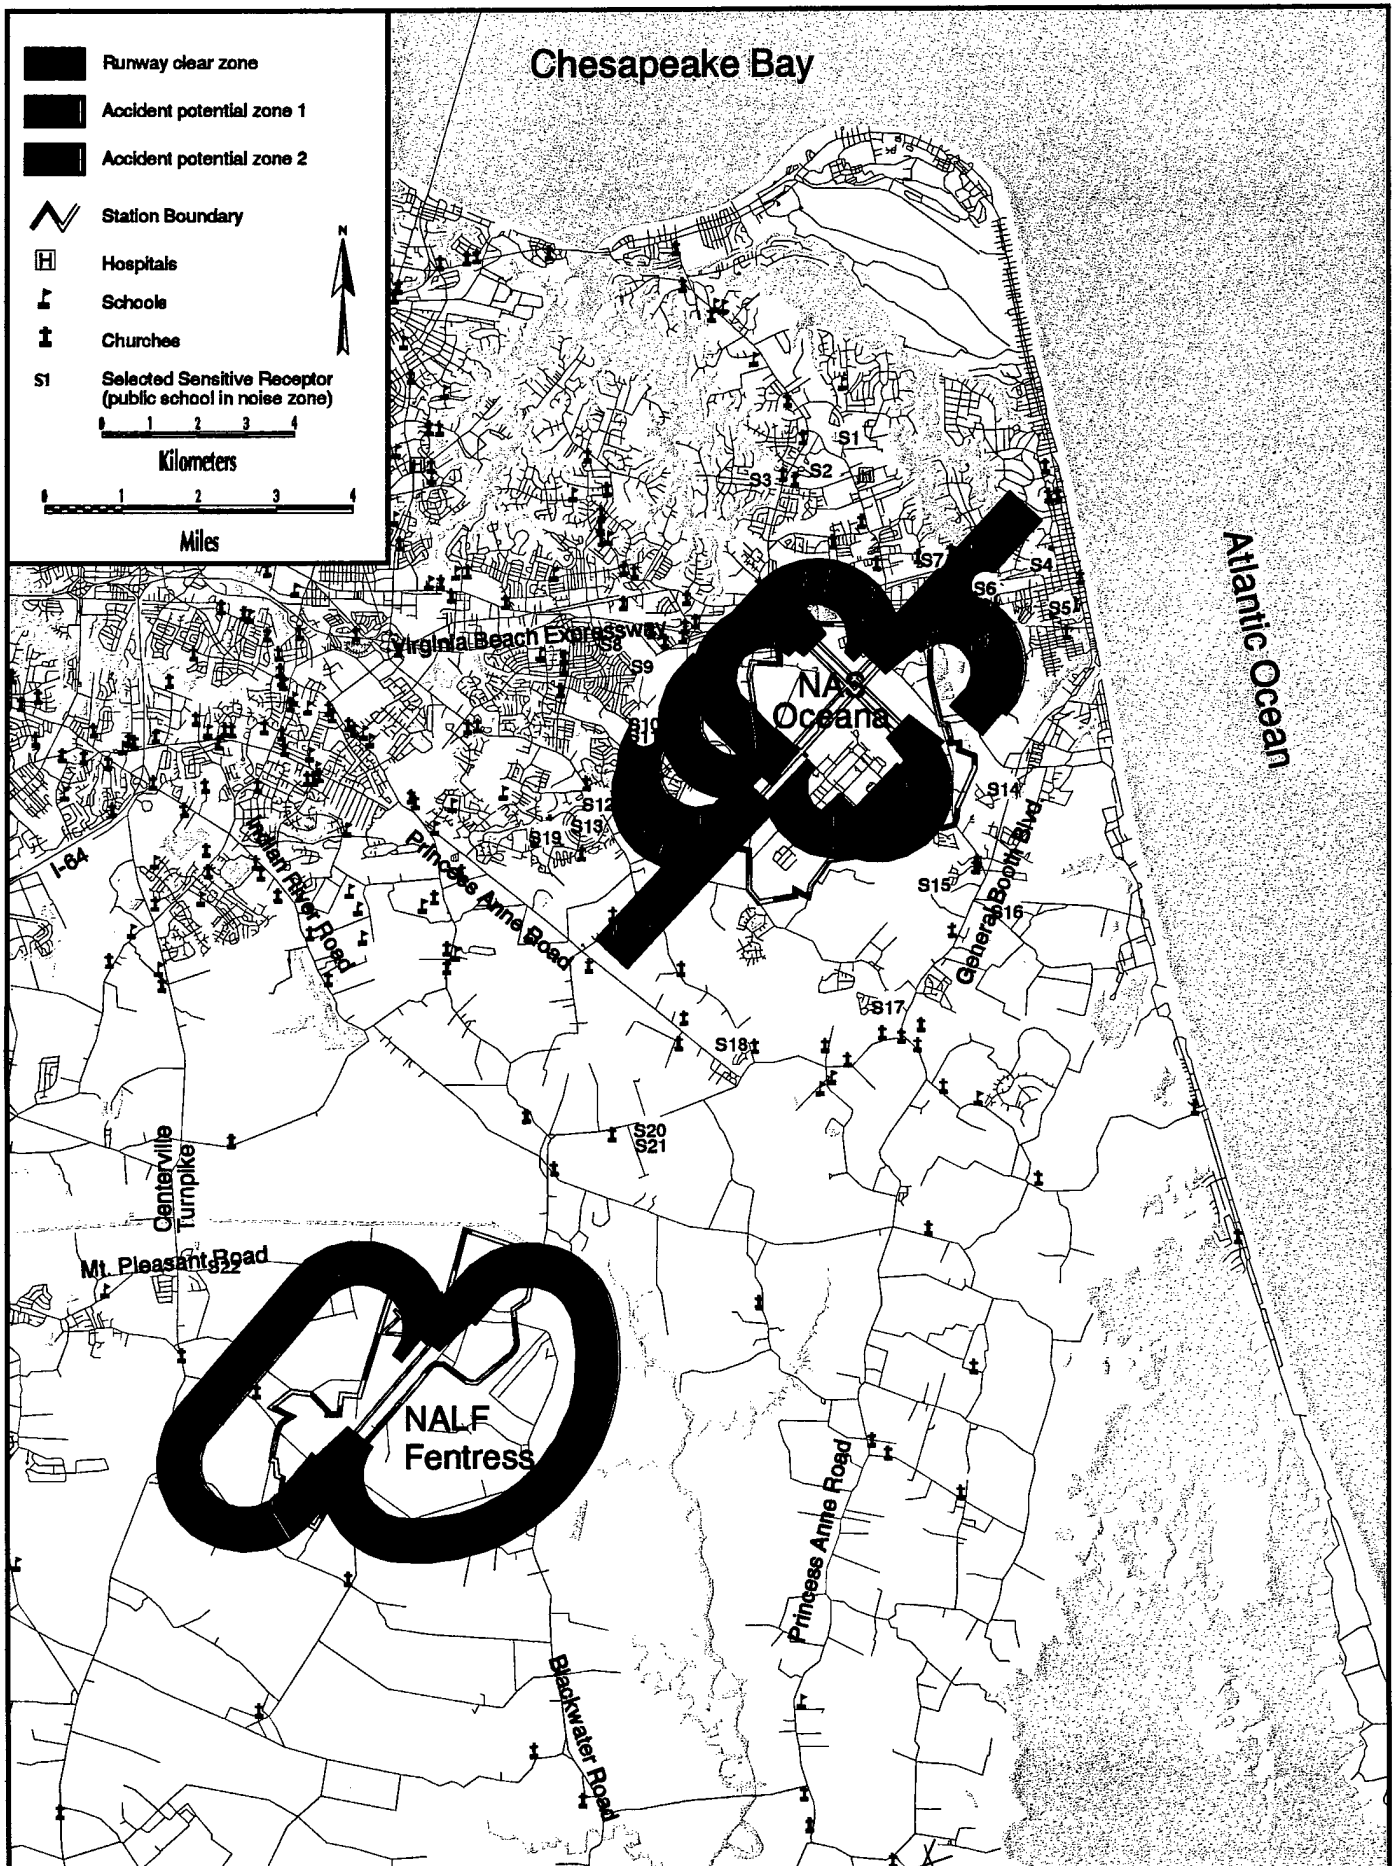 Runway clear zone
Accident potential zone 1
Accident potential zone 2
Station Boundary
N
H
Hospitals
Schools
Churches
S1
Selected Sensitive Receptor
(public school in noise zone)
0 1 2 3 4
Kilometers
0 1 2 3 4
Miles
Chesapeake Bay
Atlantic Ocean
S1
S2
S3
H
H
S7
S4
S6
S5
Virginia Beach Expressway
S8
S9
NAS
Oceana
S10
S11
S12
S13
S19
S14
General Booth Blvd
S15
S16
I-64
Indian River Road
Princess Anne Road
S17
S18
S20
S21
Centerville
Turnpike
Mt. Pleasant Road
S22
NALF
Fentress
Princess Anne Road
Blackwater Road